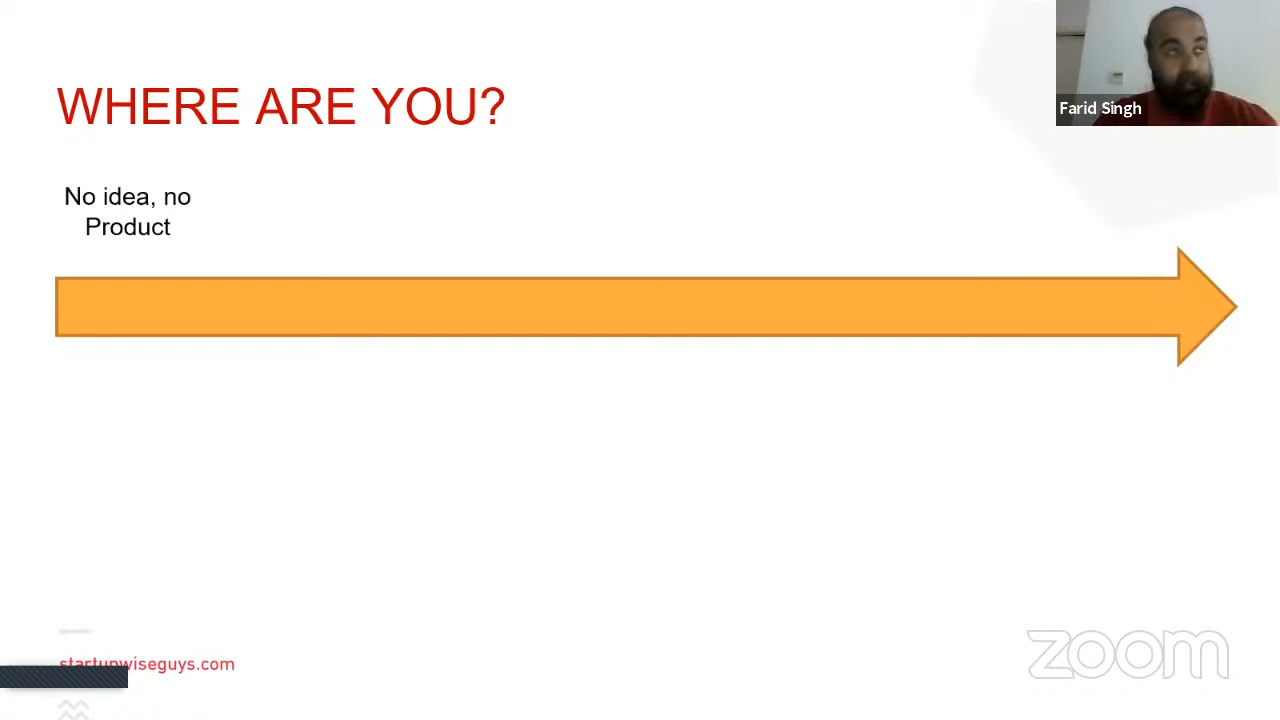 WHERE ARE YOU?
Farid Singh
No idea, no
Product
startupwiseguys.com
zoom